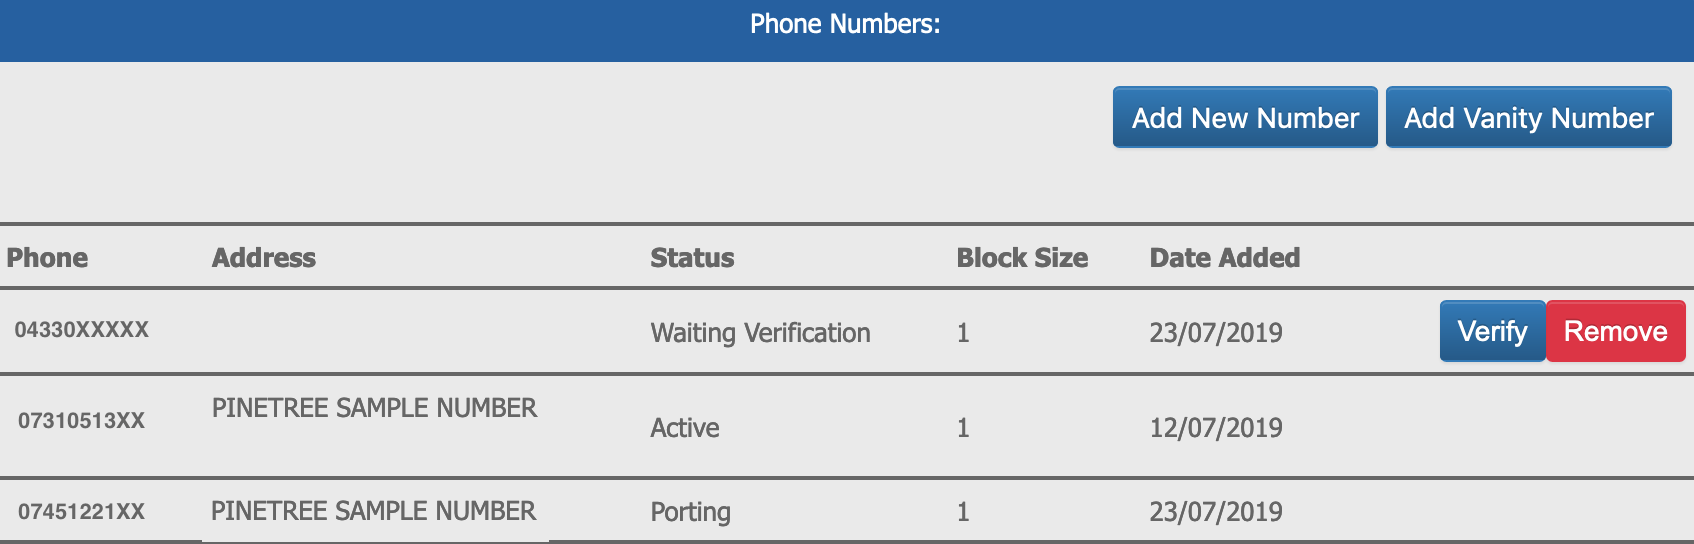 Phone Numbers:
Add New Number Add Vanity Number
Phone Address Status Block Size Date Added
04330XXXXX Waiting Verification 1 23/07/2019 Verify Remove
07310513XX PINETREE SAMPLE NUMBER Active 1 12/07/2019
07451221XX PINETREE SAMPLE NUMBER Porting 1 23/07/2019